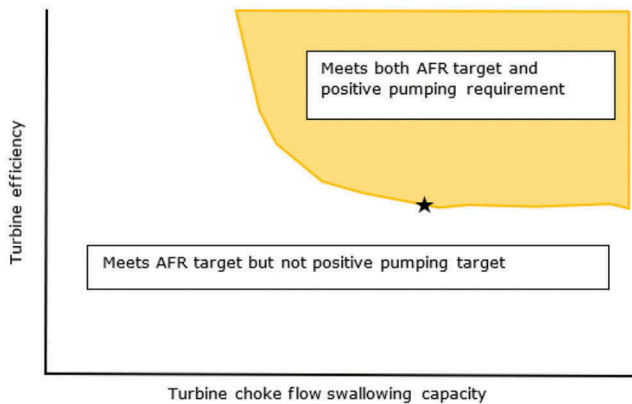 Meets both AFR target and
positive pumping requirement
Turbine efficiency
Meets AFR target but not positive pumping target
Turbine choke flow swallowing capacity